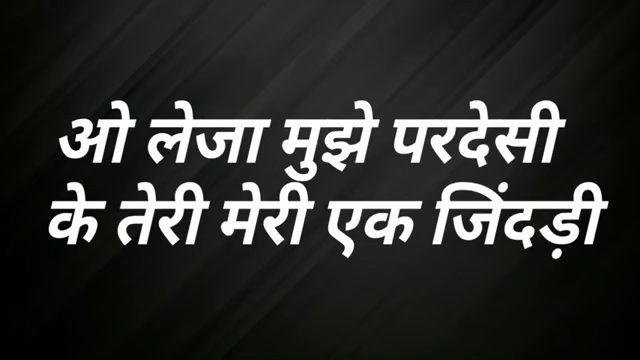 ओ लेजा मुझे परदेसी
के तेरी मेरी एक जिंदड़ी